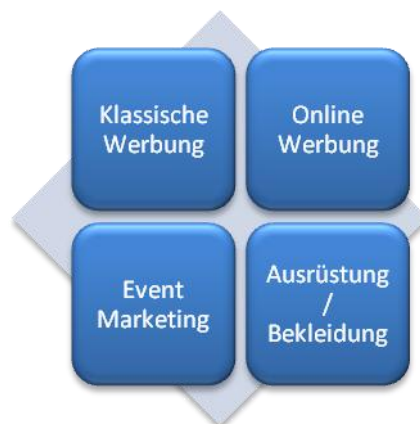 Klassische
Werbung
Online
Werbung
Event
Marketing
Ausrüstung
/
Bekleidung